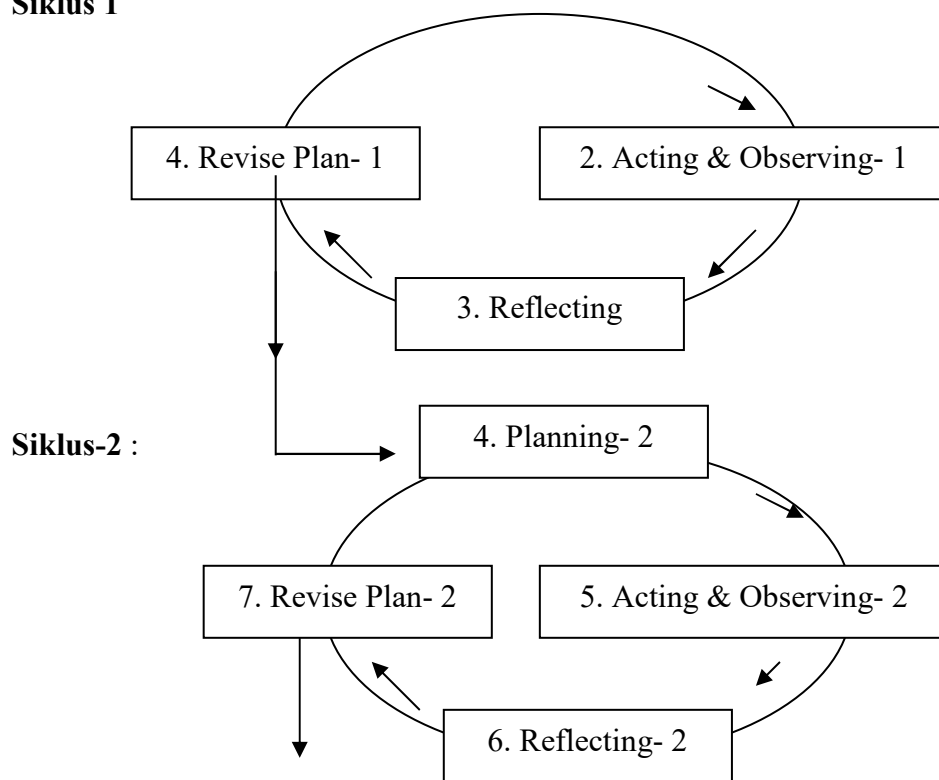 Siklus 1
4. Revise Plan- 1
2. Acting & Observing- 1
3. Reflecting
Siklus-2 :
4. Planning- 2
7. Revise Plan- 2
5. Acting & Observing- 2
6. Reflecting- 2